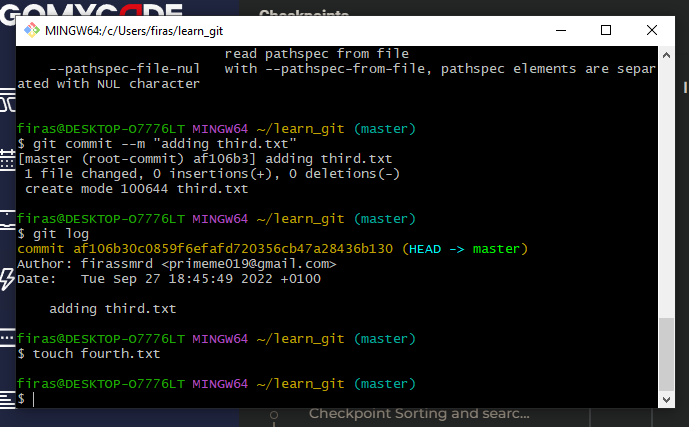 GOMYCODE
Checkpoints
MINGW64:/c/Users/firas/learn_git
read pathspec from file
--pathspec-file-nul   with --pathspec-from-file, pathspec elements are separ
ated with NUL character
firas@DESKTOP-O7776LT MINGW64 ~/learn_git (master)
$ git commit --m "adding third.txt"
[master (root-commit) af106b3] adding third.txt
 1 file changed, 0 insertions(+), 0 deletions(-)
 create mode 100644 third.txt
firas@DESKTOP-O7776LT MINGW64 ~/learn_git (master)
$ git log
commit af106b30c0859f6efafd720356cb47a28436b130 (HEAD -> master)
Author: firassmrd <primeme019@gmail.com>
Date:   Tue Sep 27 18:45:49 2022 +0100
    adding third.txt
firas@DESKTOP-O7776LT MINGW64 ~/learn_git (master)
$ touch fourth.txt
firas@DESKTOP-O7776LT MINGW64 ~/learn_git (master)
$
Checkpoint Sorting and searc...